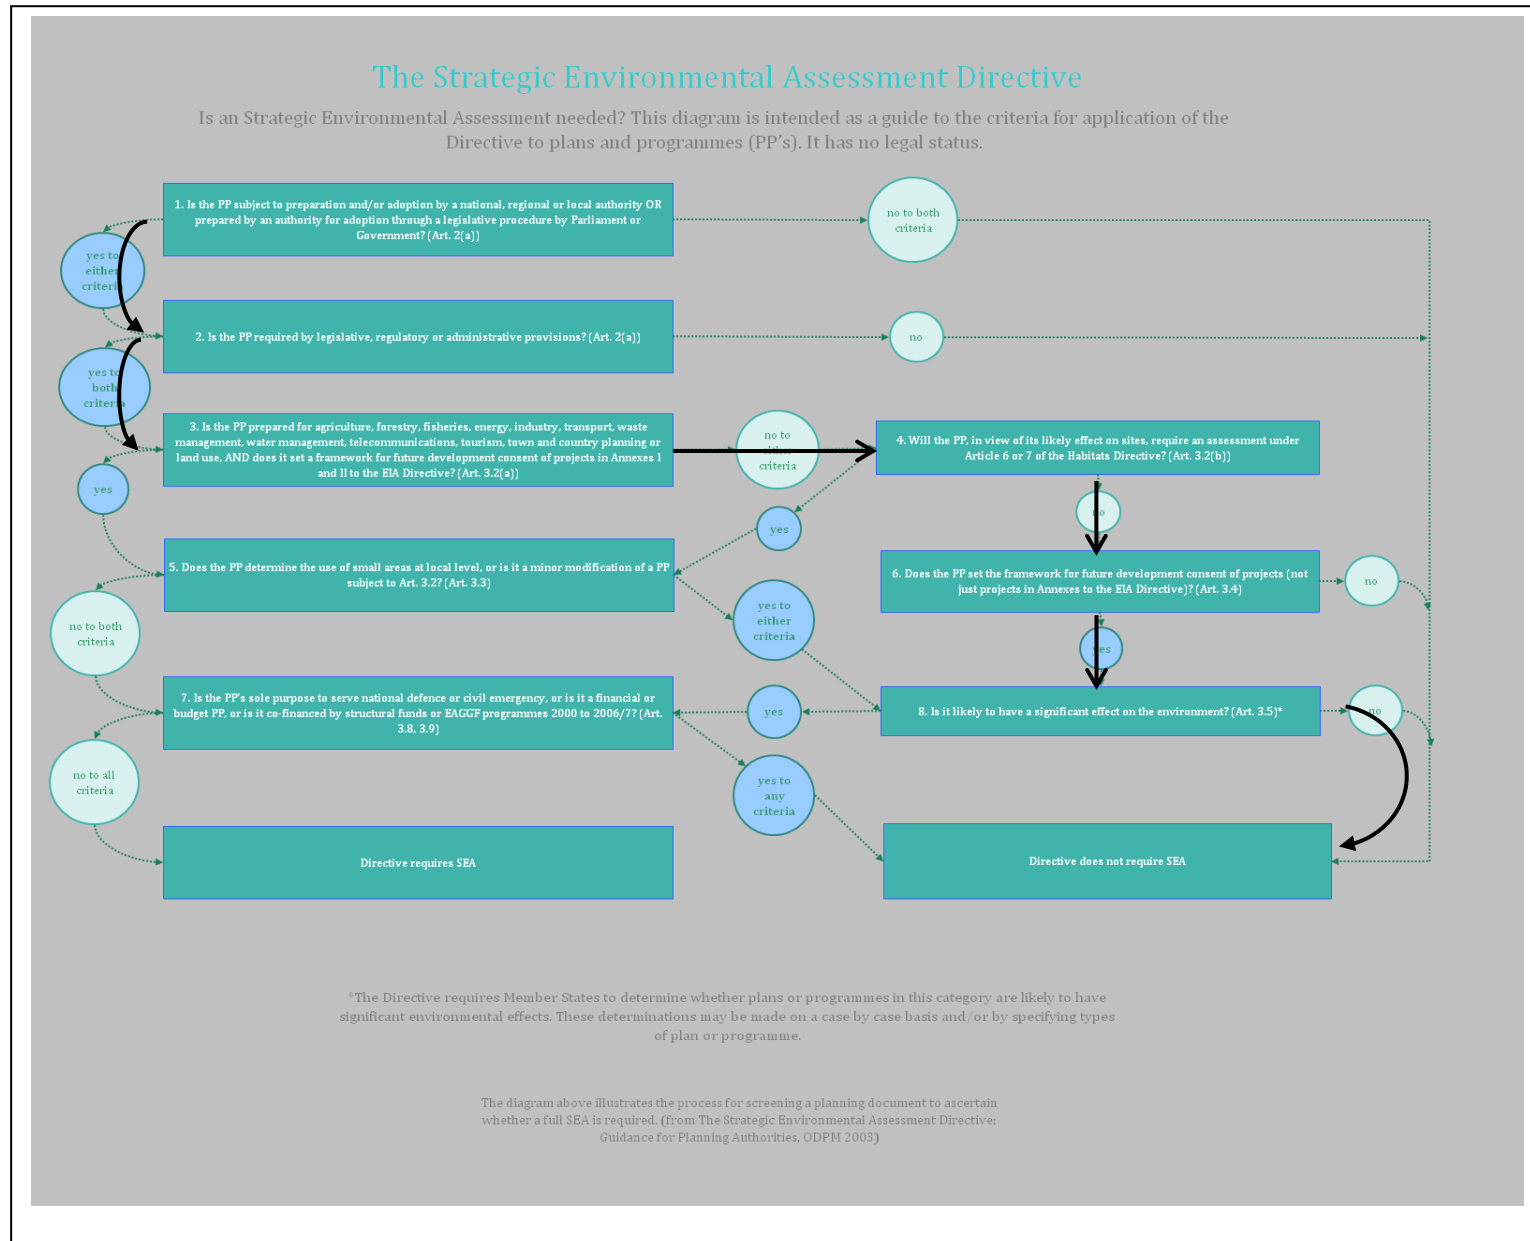 The Strategic Environmental Assessment Directive
Is an Strategic Environmental Assessment needed? This diagram is intended as a guide to the criteria for application of the
Directive to plans and programmes (PP's). It has no legal status.
1. Is the PP subject to preparation and/or adoption by a national, regional or local authority OR
prepared by an authority for adoption through a legislative procedure by Parliament or
Government? (Art. 2(a))
no to both
criteria
yes to
either
criteria
2. Is the PP required by legislative, regulatory or administrative provisions? (Art. 2(a))
no
yes to
both
criteria
3. Is the PP prepared for agriculture, forestry, fisheries, energy, industry, transport, waste
management, water management, telecommunications, tourism, town and country planning or
land use, AND does it set a framework for future development consent of projects in Annexes I
and II to the EIA Directive? (Art. 3.2(a))
no to
either
criteria
4. Will the PP, in view of its likely effect on sites, require an assessment under
Article 6 or 7 of the Habitats Directive? (Art. 3.2(b))
yes
no
yes
5. Does the PP determine the use of small areas at local level, or is it a minor modification of a PP
subject to Art. 3.2? (Art. 3.3)
6. Does the PP set the framework for future development consent of projects (not
just projects in Annexes to the EIA Directive)? (Art. 3.4)
no
no to both
criteria
yes to
either
criteria
yes
7. Is the PP's sole purpose to serve national defence or civil emergency, or is it a financial or
budget PP, or is it co-financed by structural funds or EAGGF programmes 2000 to 2006/7? (Art.
3.8, 3.9)
yes
8. Is it likely to have a significant effect on the environment? (Art. 3.5)*
no
no to all
criteria
yes to
any
criteria
Directive requires SEA
Directive does not require SEA
*The Directive requires Member States to determine whether plans or programmes in this category are likely to have
significant environmental effects. These determinations may be made on a case by case basis and/or by specifying types
of plan or programme.
The diagram above illustrates the process for screening a planning document to ascertain
whether a full SEA is required. (from The Strategic Environmental Assessment Directive:
Guidance for Planning Authorities, ODPM 2003)